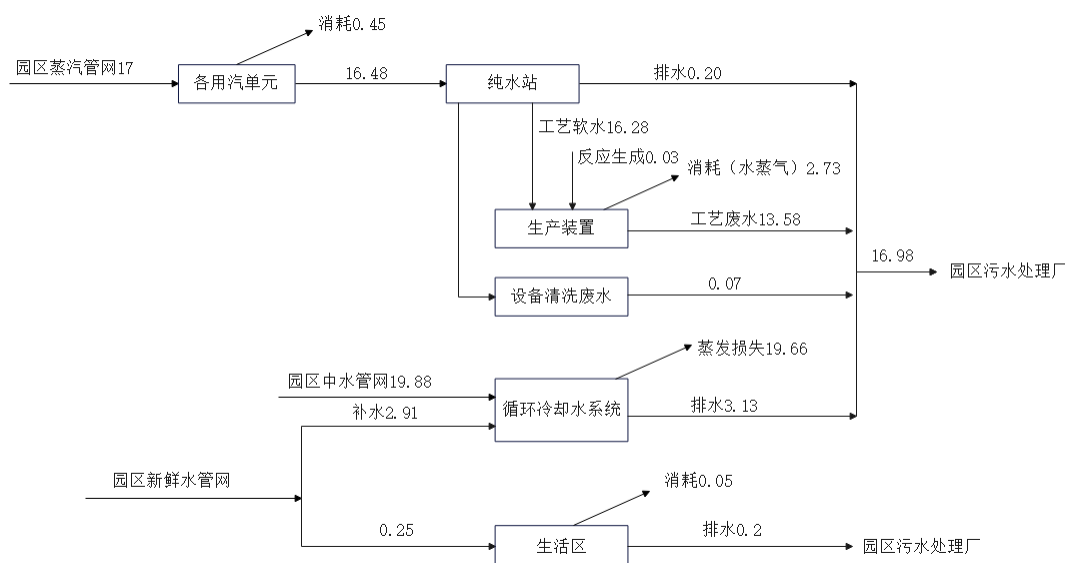 消耗0.45
园区蒸汽管网17
各用汽单元
16.48
纯水站
排水0.20
工艺软水16.28
反应生成0.03
消耗（水蒸气）2.73
生产装置
工艺废水13.58
16.98
园区污水处理厂
设备清洗废水
0.07
蒸发损失19.66
园区中水管网19.88
补水2.91
循环冷却水系统
排水3.13
园区新鲜水管网
消耗0.05
0.25
生活区
排水0.2
园区污水处理厂